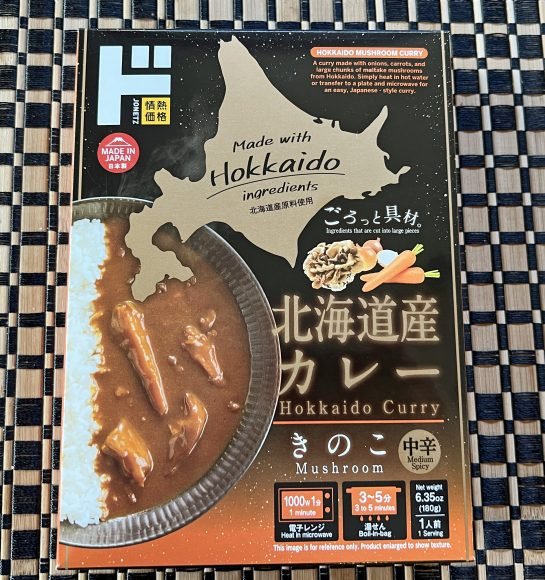 ド
JONETZ
情熱
価格
MADE IN
JAPAN
日本製
HOKKAIDO MUSHROOM CURRY
A curry made with onions, carrots, and
large chunks of maitake mushrooms
from Hokkaido. Simply heat in hot water
or transfer to a plate and microwave for
an easy, Japanese - style curry.
Made with
Hokkaido
ingredients
北海道産原料使用
ごろっと具材。
Ingredients that are cut into large pieces
北海道産
カレー
Hokkaido Curry
きのこ
Mushroom
中辛
Medium
Spicy
1000W 1分
1 minute
電子レンジ
Heat in microwave
3~5分
3 to 5 minutes
湯せん
Boil-in-bag
Net weight
6.35oz
(180g)
1人前
1 Serving
This image is for reference only. Product enlarged to show texture.